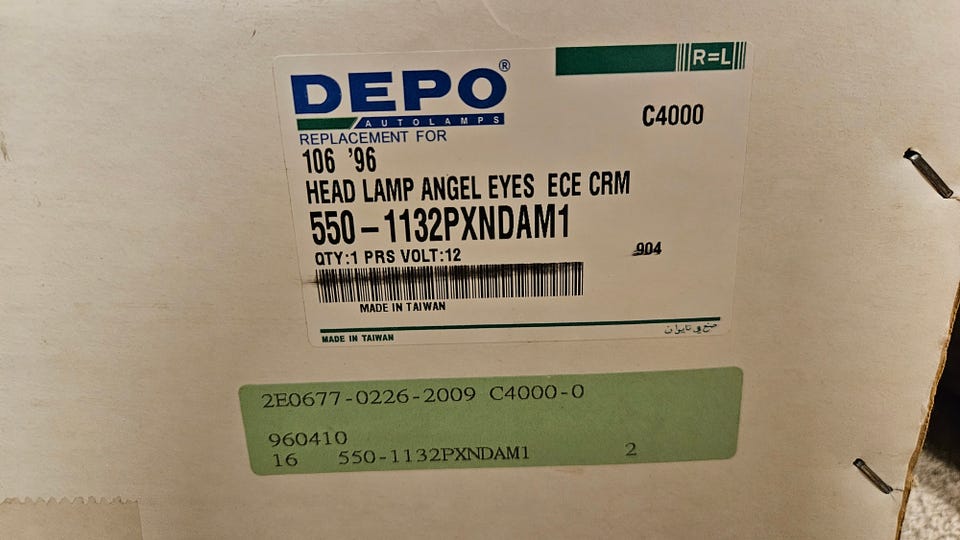 DEPO®
AUTOLAMPS
R=L
C4000
REPLACEMENT FOR
106 '96
HEAD LAMP ANGEL EYES ECE CRM
550-1132PXNDAM1
QTY:1 PRS VOLT:12
904
MADE IN TAIWAN
MADE IN TAIWAN
صنع في تايوان
2E0677-0226-2009 C4000-0
960410
16 550-1132PXNDAM1 2